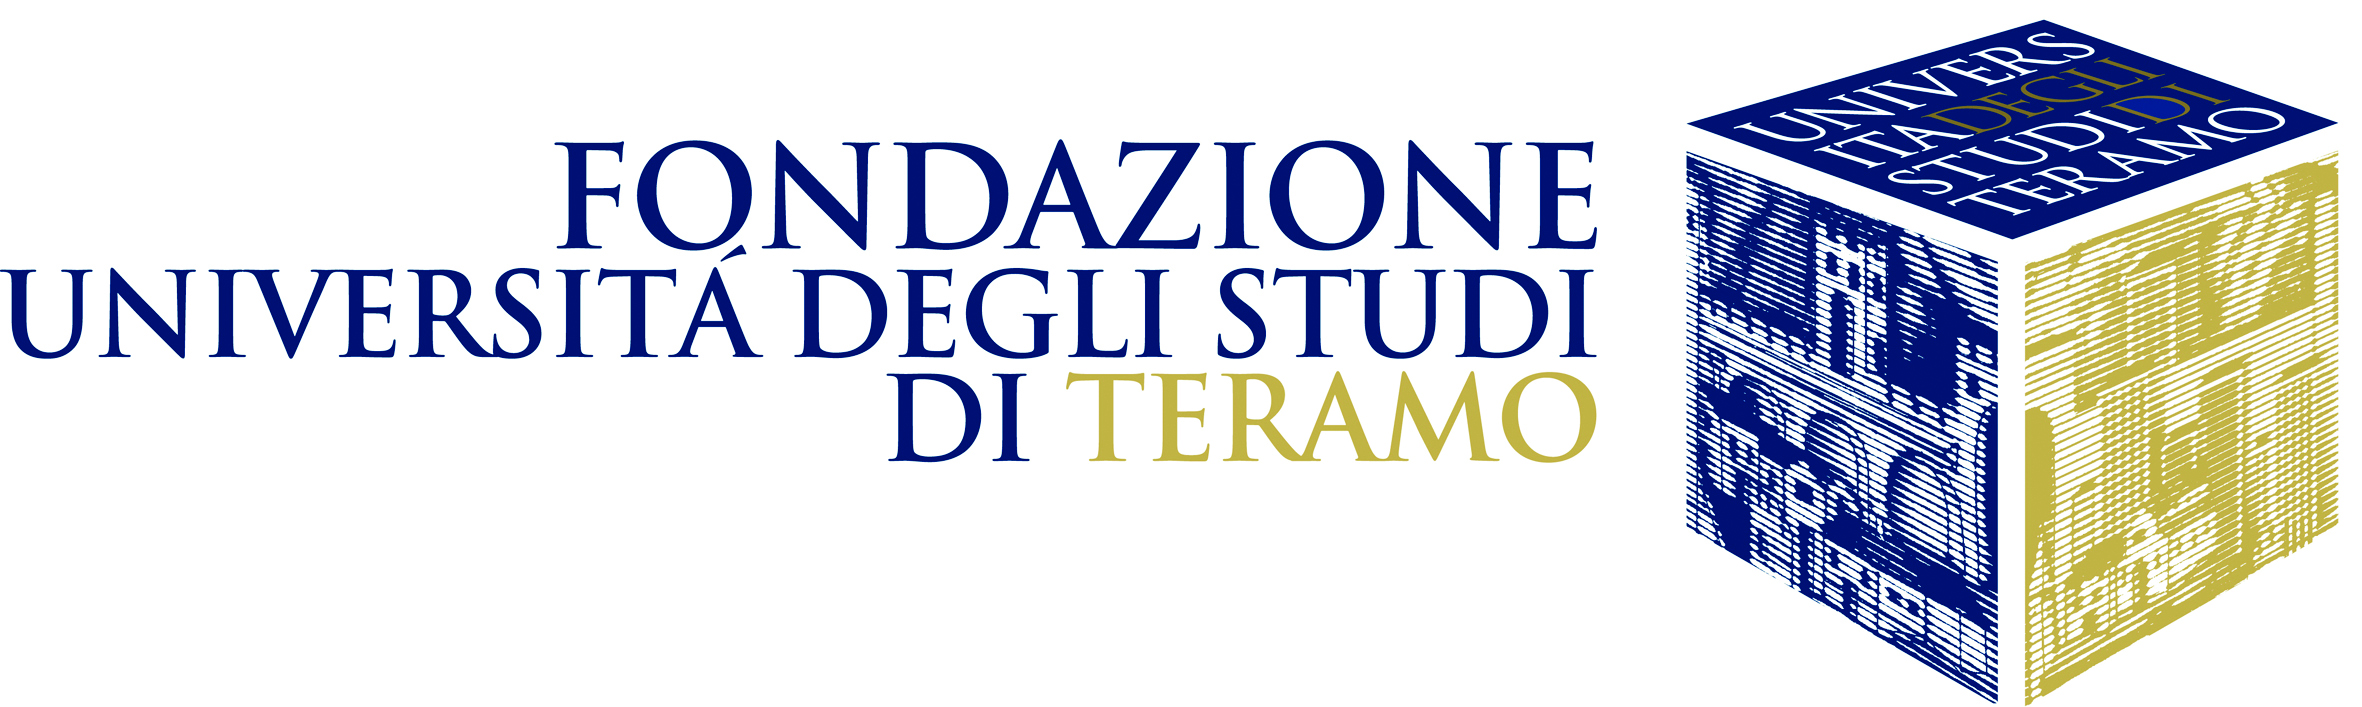 FONDAZIONE
UNIVERSITÁ DEGLI STUDI
DI TERAMO
UNIVERS
ITADEGLI
STUDIDI
TERAMO